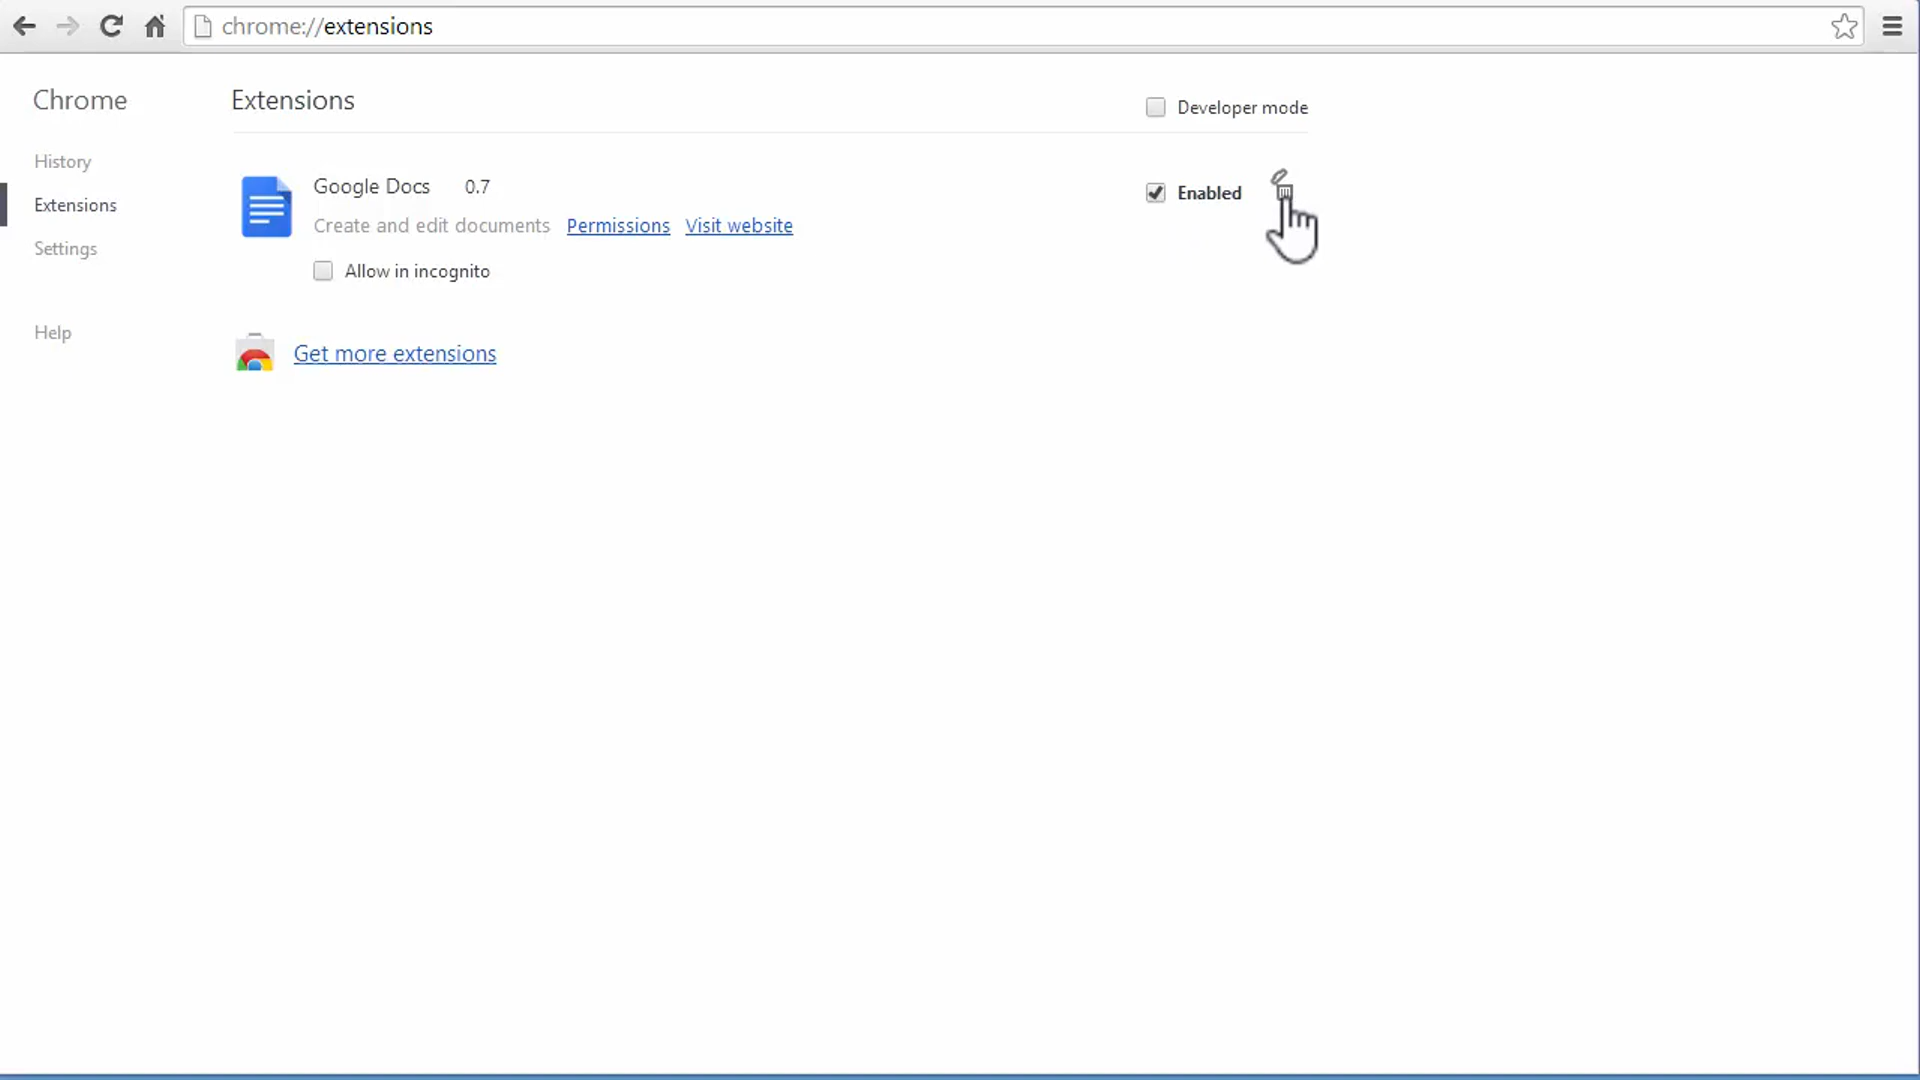 chrome://extensions
Chrome
Extensions
Developer mode
History
Extensions
Settings
Help
Google Docs 0.7
Enabled
Create and edit documents Permissions Visit website
Allow in incognito
Get more extensions